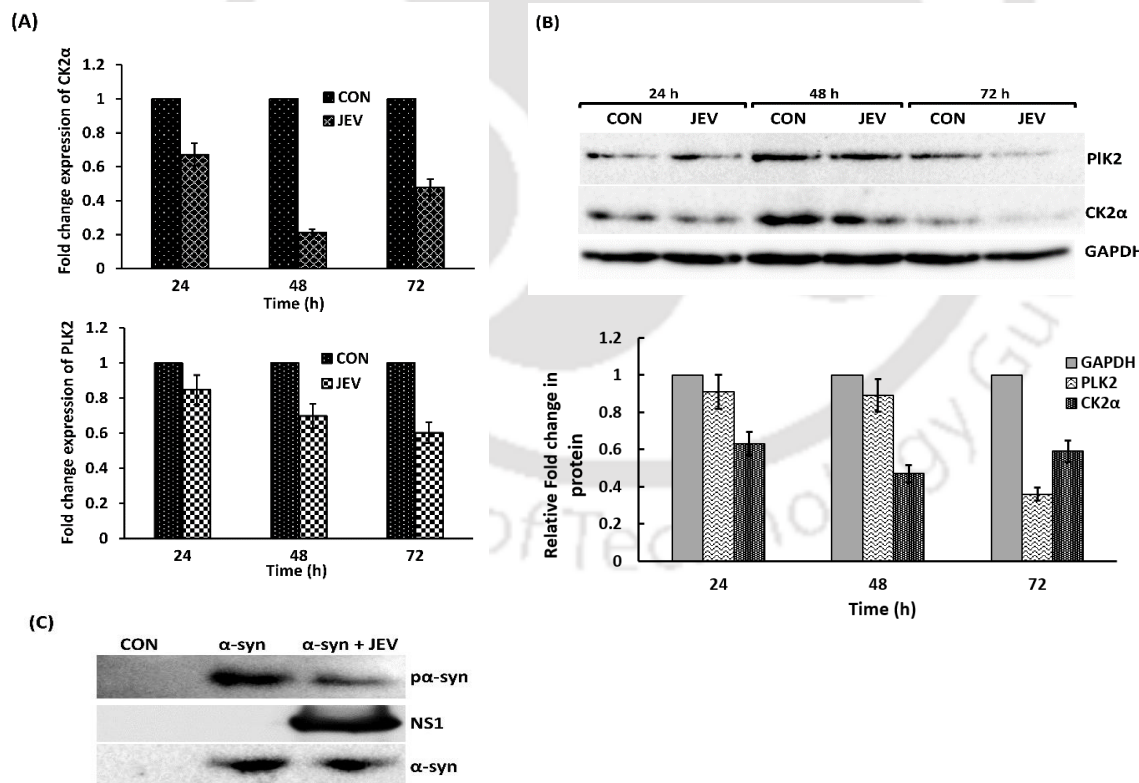 (A)
Fold change expression of CK2α
1.2
1
0.8
0.6
0.4
0.2
0
CON
JEV
24
48
72
Time (h)
Fold change expression of PLK2
1.2
1
0.8
0.6
0.4
0.2
0
CON
JEV
24
48
72
Time (h)
(B)
24 h
48 h
72 h
CON JEV CON JEV CON JEV
PlK2
CK2α
GAPDH
Relative Fold change in
protein
1.2
1
0.8
0.6
0.4
0.2
0
GAPDH
PLK2
CK2α
24
48
72
Time (h)
of Technology Gu
(C)
CON α-syn α-syn + JEV
pα-syn
NS1
α-syn